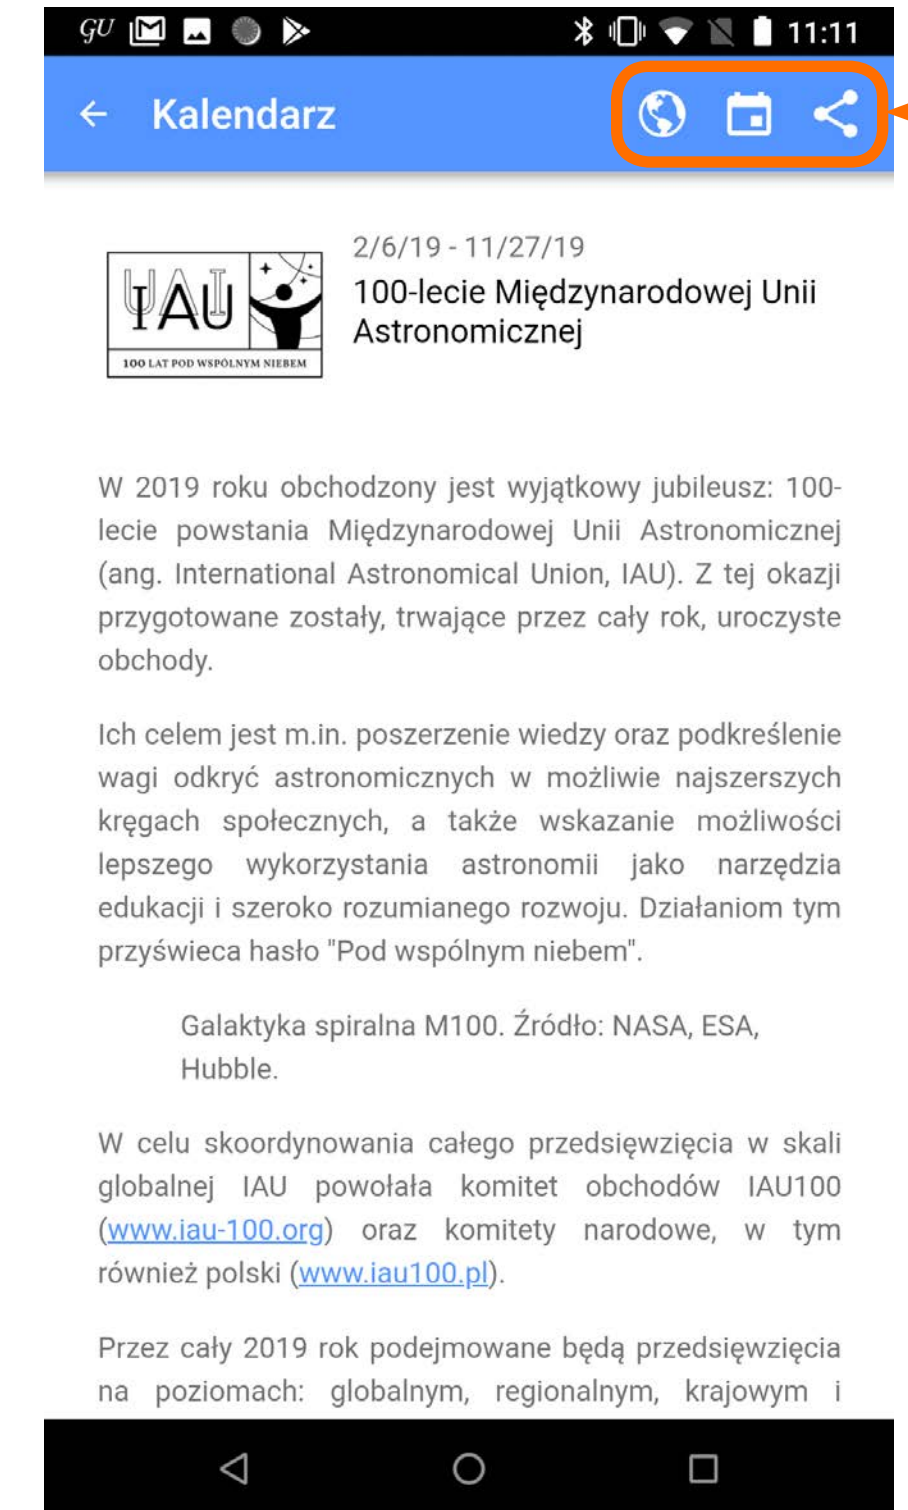 GU 11:11
Kalendarz
2/6/19 - 11/27/19
100-lecie Międzynarodowej Unii
Astronomicznej
IAU
100 LAT POD WSPÓLNYM NIEBEM
W 2019 roku obchodzony jest wyjątkowy jubileusz: 100-
lecie powstania Międzynarodowej Unii Astronomicznej
(ang. International Astronomical Union, IAU). Z tej okazji
przygotowane zostały, trwające przez cały rok, uroczyste
obchody.
Ich celem jest m.in. poszerzenie wiedzy oraz podkreślenie
wagi odkryć astronomicznych w możliwie najszerszych
kręgach społecznych, a także wskazanie możliwości
lepszego wykorzystania astronomii jako narzędzia
edukacji i szeroko rozumianego rozwoju. Działaniom tym
przyświeca hasło "Pod wspólnym niebem".
Galaktyka spiralna M100. Źródło: NASA, ESA,
Hubble.
W celu skoordynowania całego przedsięwzięcia w skali
globalnej IAU powołała komitet obchodów IAU100
(www.iau-100.org) oraz komitety narodowe, w tym
również polski (www.iau100.pl).
Przez cały 2019 rok podejmowane będą przedsięwzięcia
na poziomach: globalnym, regionalnym, krajowym i